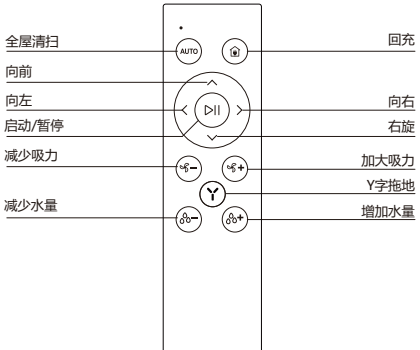 全屋清扫
AUTO
回充
向前
向左
向右
启动/暂停
右旋
减少吸力
加大吸力
Y字拖地
减少水量
增加水量